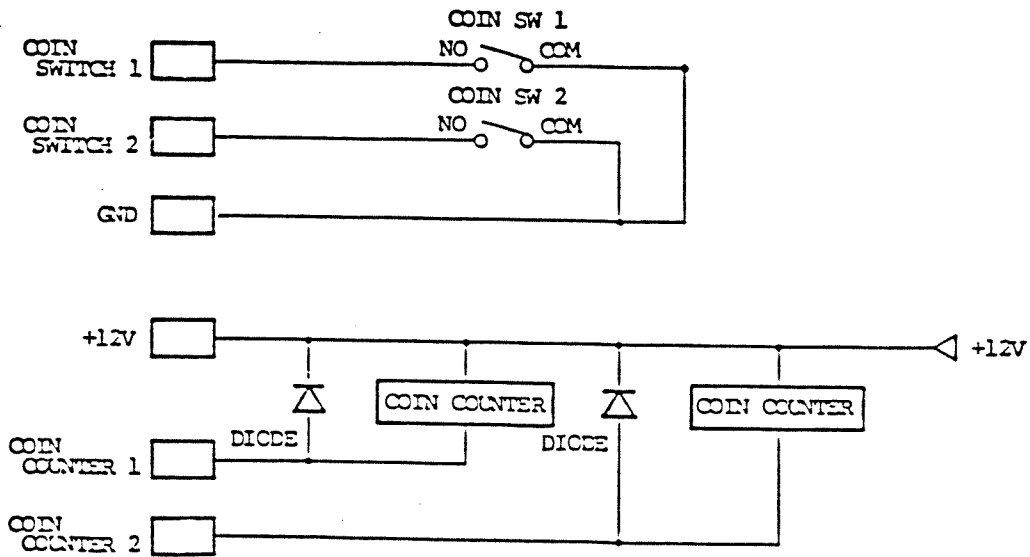 COIN SW 1
COIN
SWITCH 1
NO
COM
COIN SW 2
COIN
SWITCH 2
NO
COM
GND
+12V
+12V
COIN COUNTER
COIN COUNTER
DIODE
DIODE
COIN
COUNTER 1
COIN
COUNTER 2